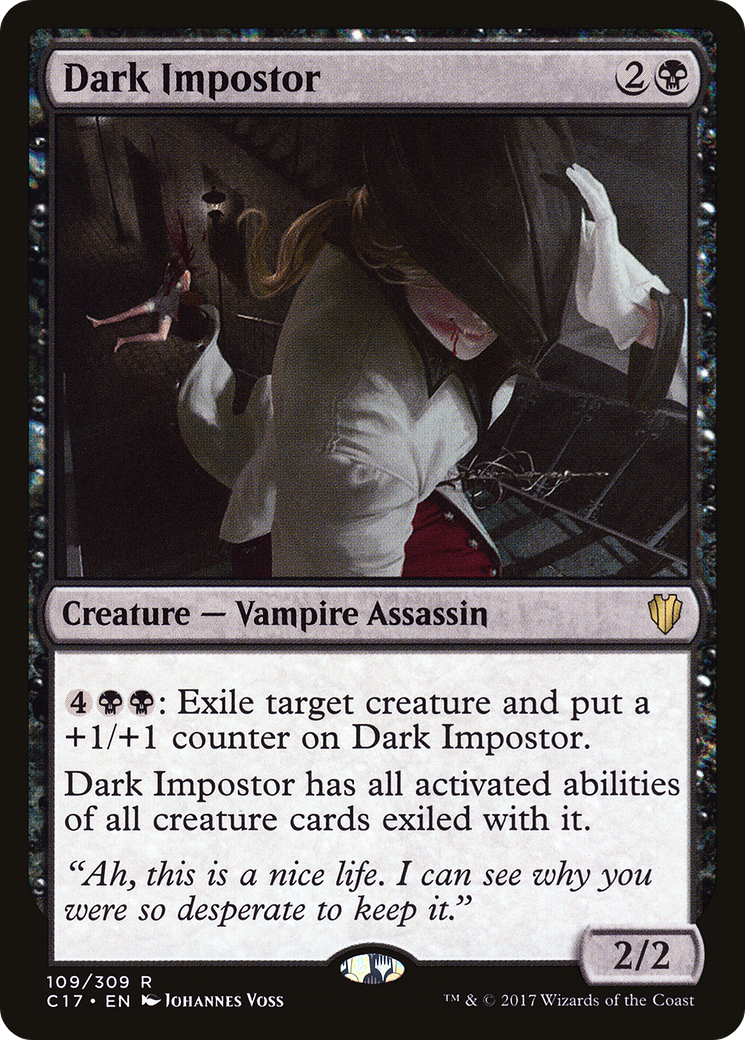 Dark Impostor 2
Creature — Vampire Assassin
4: Exile target creature and put a
+1/+1 counter on Dark Impostor.
Dark Impostor has all activated abilities
of all creature cards exiled with it.
“Ah, this is a nice life. I can see why you
were so desperate to keep it.”
2/2
109/309 R
C17 • EN Johannes Voss
™ & © 2017 Wizards of the Coast